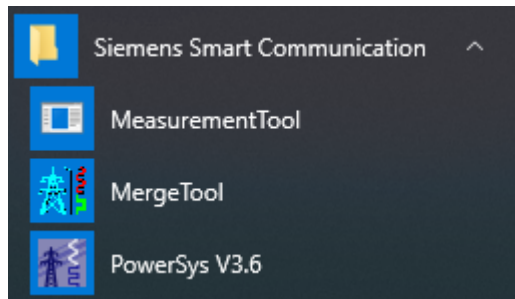 Siemens Smart Communication
MeasurementTool
MergeTool
PowerSys V3.6